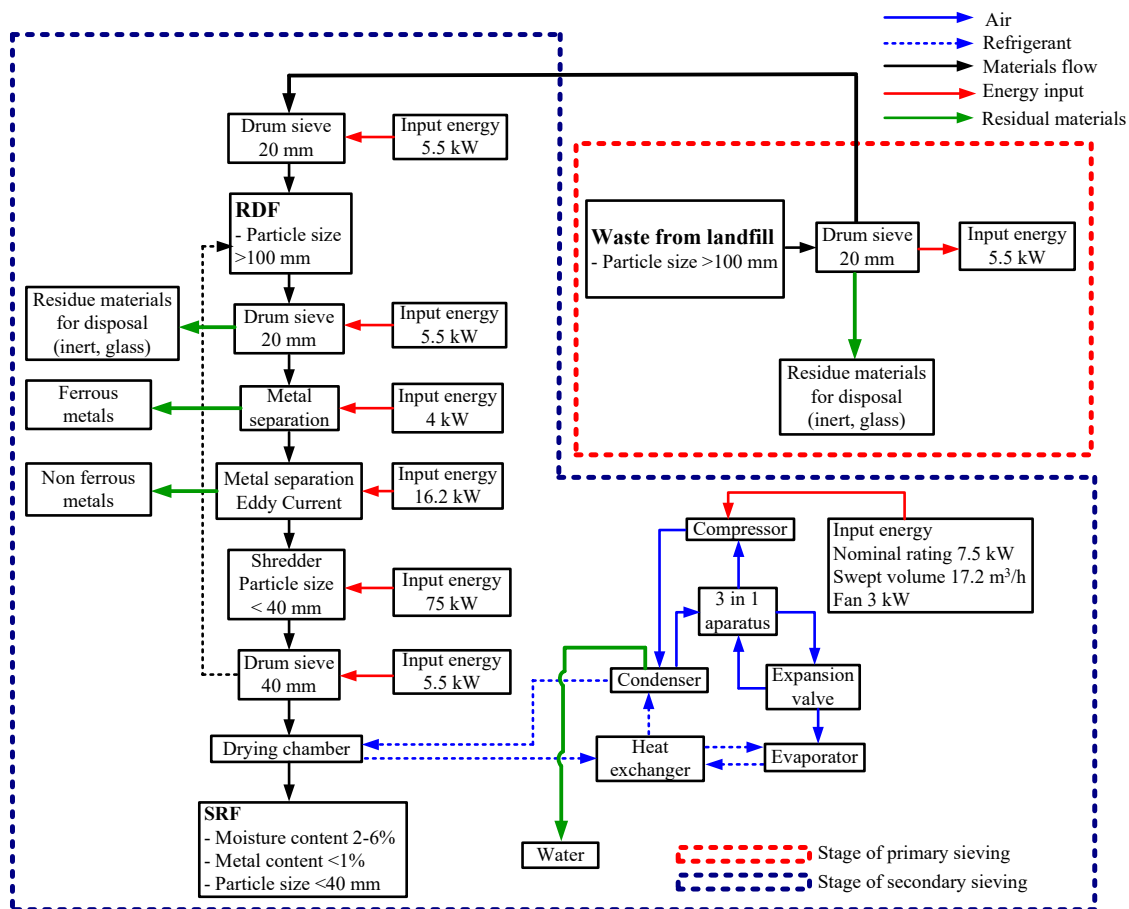 Air
Refrigerant
Materials flow
Energy input
Residual materials
Drum sieve
20 mm
Input energy
5.5 kW
RDF
- Particle size
>100 mm
Waste from landfill
- Particle size >100 mm
Drum sieve
20 mm
Input energy
5.5 kW
Residue materials
for disposal
(inert, glass)
Drum sieve
20 mm
Input energy
5.5 kW
Residue materials
for disposal
(inert, glass)
Ferrous
metals
Metal
separation
Input energy
4 kW
Non ferrous
metals
Metal separation
Eddy Current
Input energy
16.2 kW
Shredder
Particle size
< 40 mm
Input energy
75 kW
Drum sieve
40 mm
Input energy
5.5 kW
Drying chamber
SRF
- Moisture content 2-6%
- Metal content <1%
- Particle size <40 mm
Compressor
Input energy
Nominal rating 7.5 kW
Swept volume 17.2 m³/h
Fan 3 kW
3 in 1
apparatus
Condenser
Expansion
valve
Heat
exchanger
Evaporator
Water
Stage of primary sieving
Stage of secondary sieving